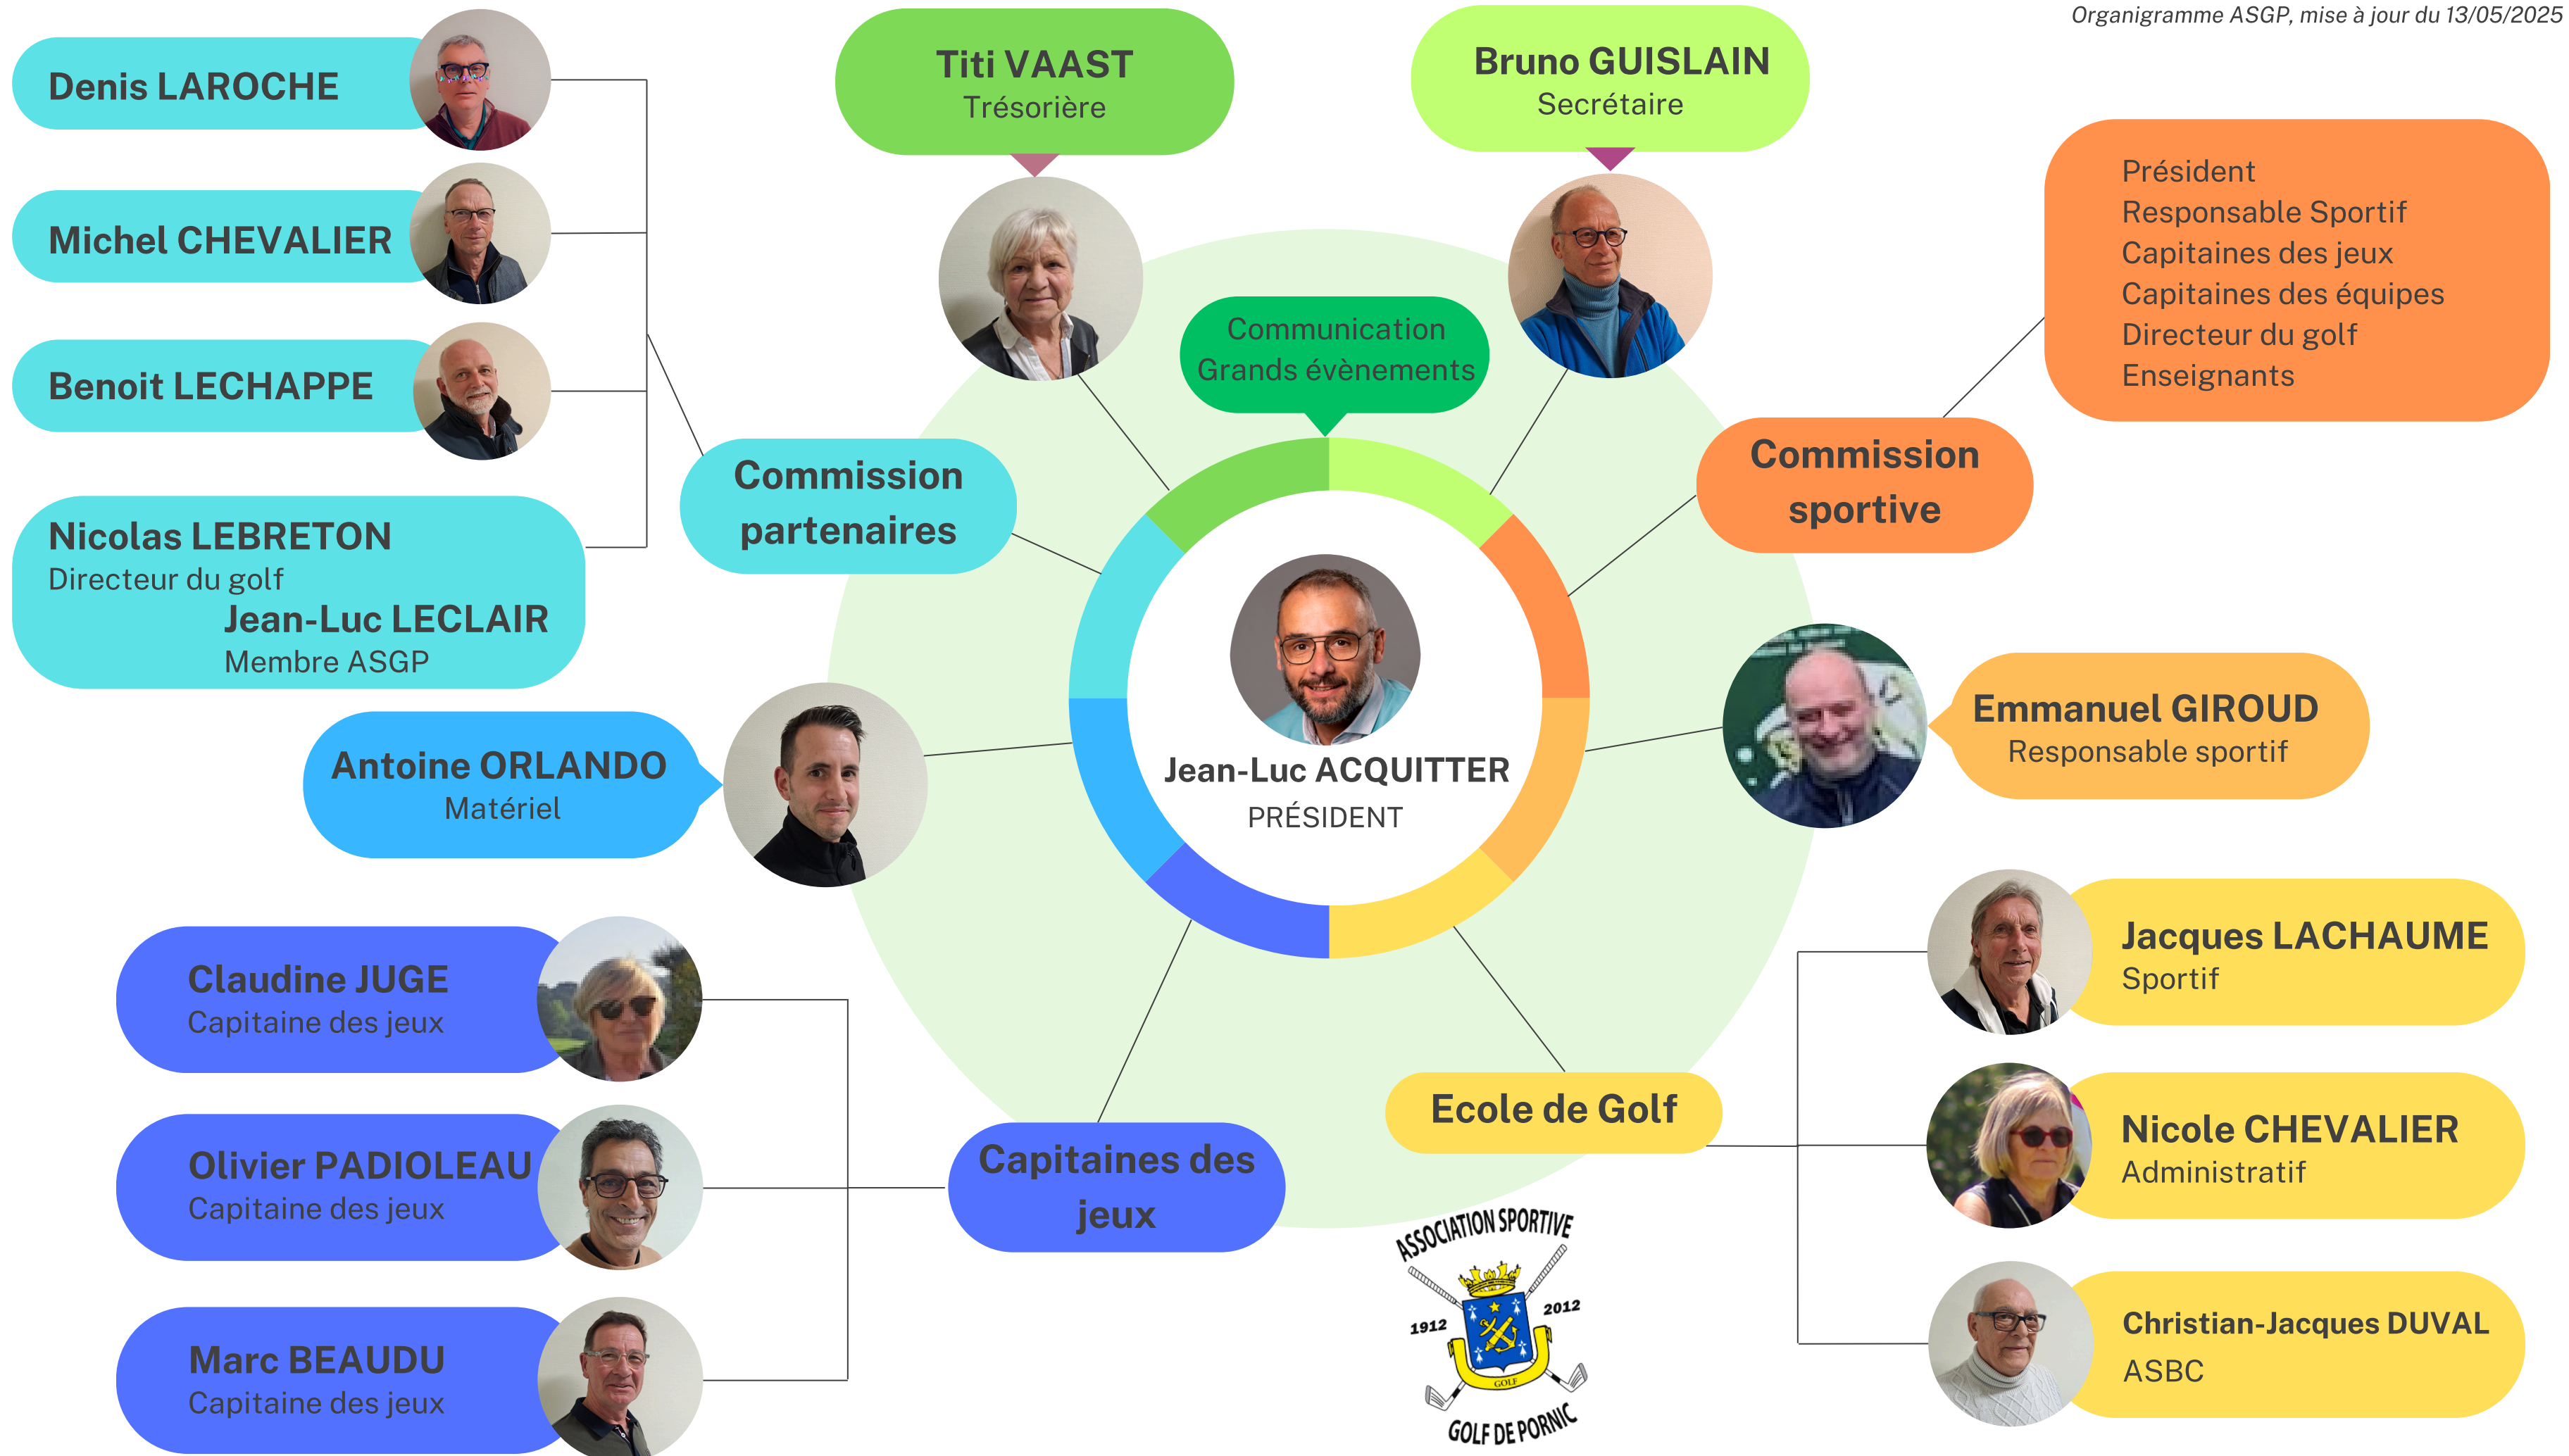 Organigramme ASGP, mise à jour du 13/05/2025
Denis LAROCHE
Michel CHEVALIER
Benoit LECHAPPE
Nicolas LEBRETON
Directeur du golf
Jean-Luc LECLAIR
Membre ASGP
Commission
partenaires
Titi VAAST
Trésorière
Bruno GUISLAIN
Secrétaire
Communication
Grands évènements
Président
Responsable Sportif
Capitaines des jeux
Capitaines des équipes
Directeur du golf
Enseignants
Commission
sportive
Jean-Luc ACQUITTER
PRÉSIDENT
Emmanuel GIROUD
Responsable sportif
Antoine ORLANDO
Matériel
Claudine JUGE
Capitaine des jeux
Olivier PADIOLEAU
Capitaine des jeux
Marc BEAUDU
Capitaine des jeux
Capitaines des
jeux
Ecole de Golf
Jacques LACHAUME
Sportif
Nicole CHEVALIER
Administratif
Christian-Jacques DUVAL
ASBC
ASSOCIATION SPORTIVE
1912
2012
GOLF
GOLF DE PORNIC